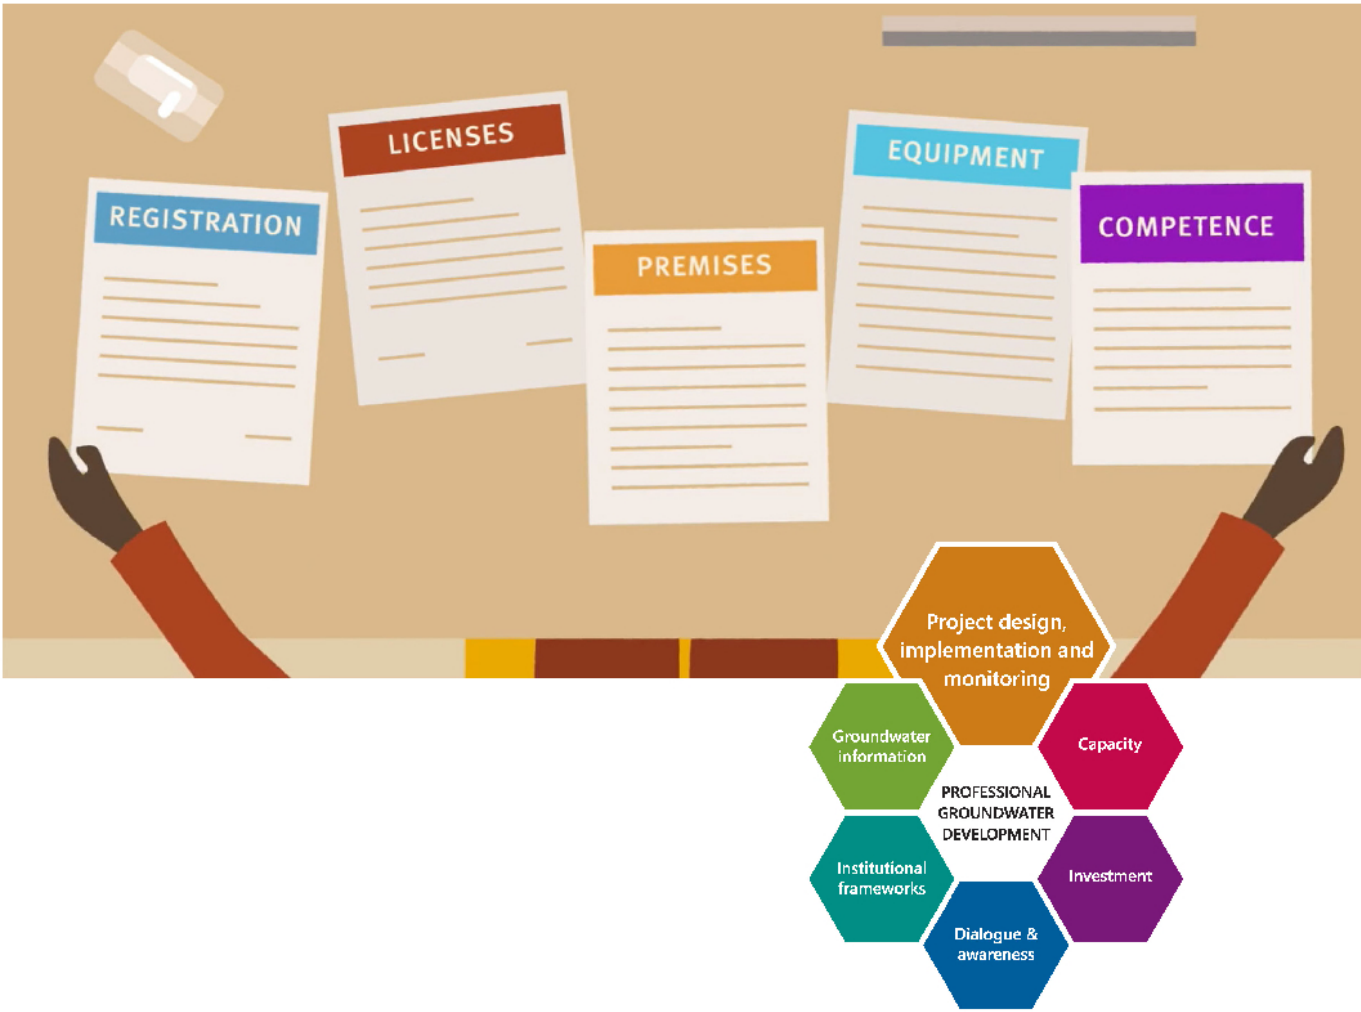 REGISTRATION
LICENSES
PREMISES
EQUIPMENT
COMPETENCE
Project design,
implementation and
monitoring
Groundwater
information
Capacity
PROFESSIONAL
GROUNDWATER
DEVELOPMENT
Institutional
frameworks
Investment
Dialogue &
awareness